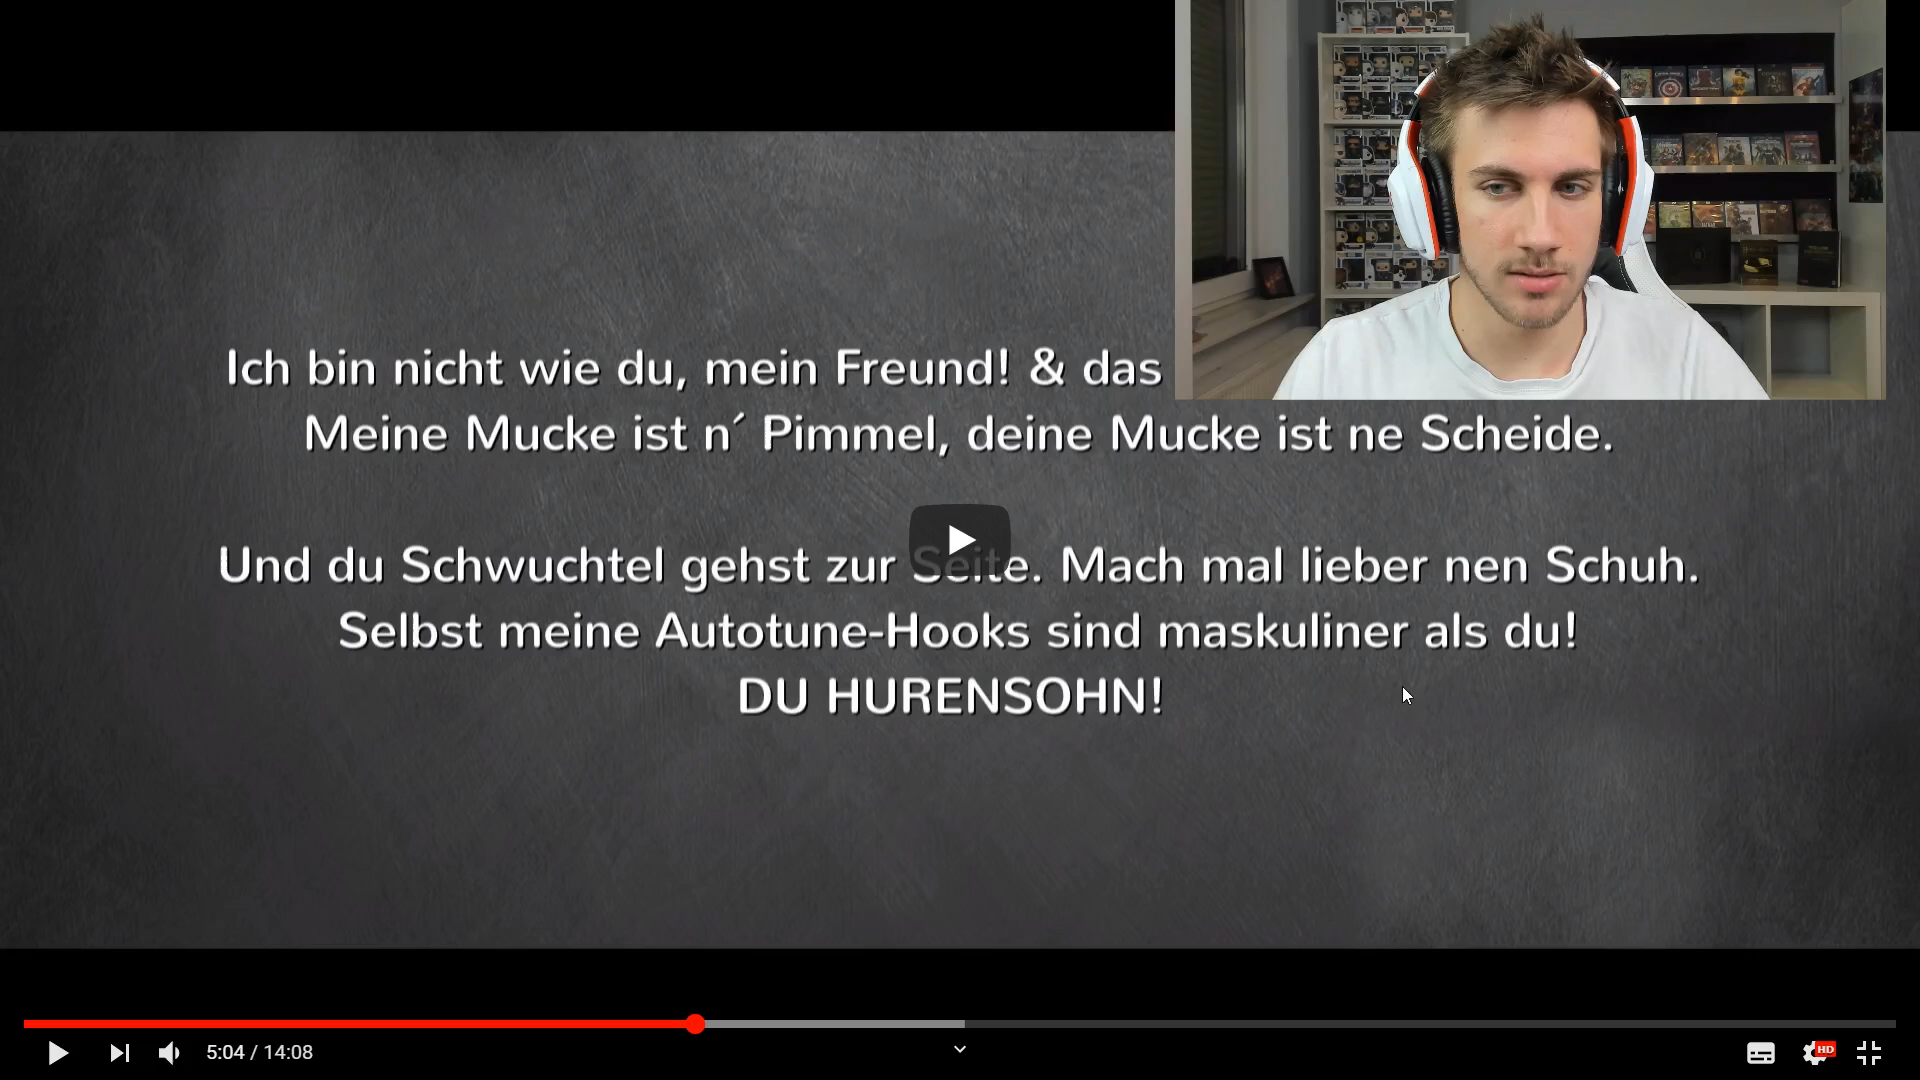 Ich bin nicht wie du, mein Freund! & das
Meine Mucke ist n´ Pimmel, deine Mucke ist ne Scheide.
Und du Schwuchtel gehst zur Seite. Mach mal lieber nen Schuh.
Selbst meine Autotune-Hooks sind maskuliner als du!
DU HURENSOHN!
5:04 / 14:08
HD